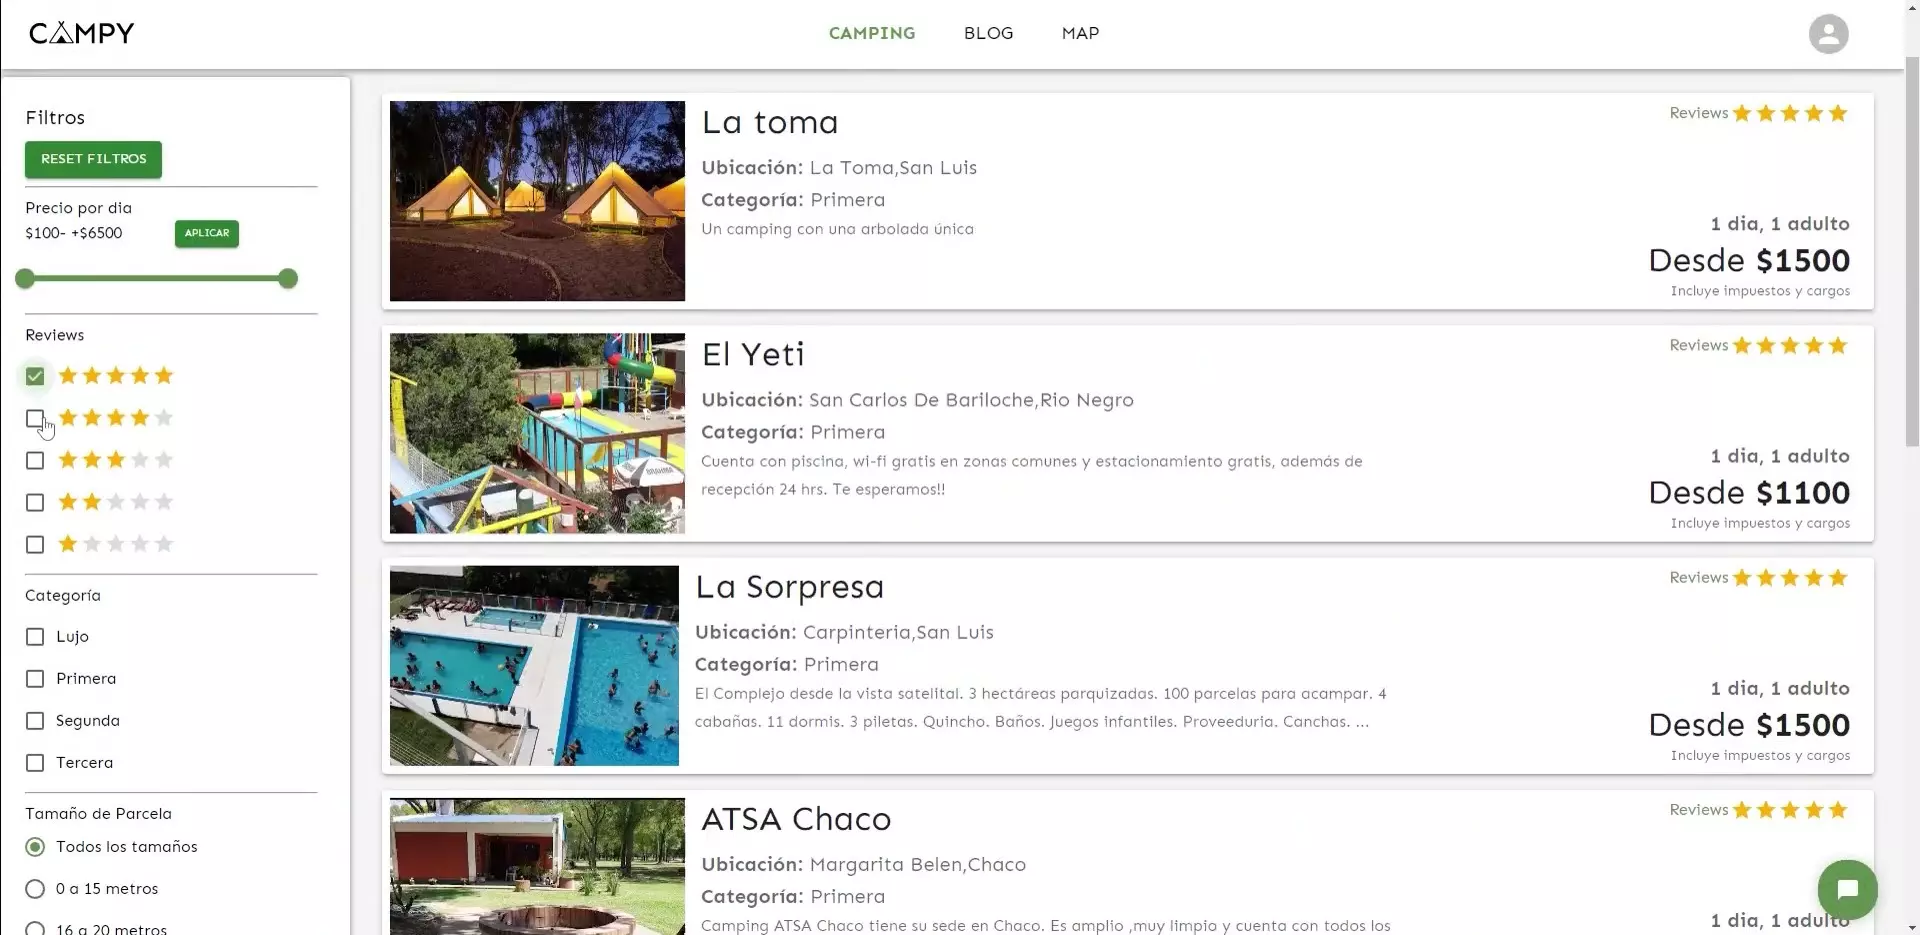 CAMPY
CAMPING
BLOG
MAP
Filtros
RESET FILTROS
Precio por dia
$100- +$6500
APLICAR
Reviews
Categoría
Lujo
Primera
Segunda
Tercera
Tamaño de Parcela
Todos los tamaños
0 a 15 metros
16 a 20 metros
La toma
Reviews
Ubicación: La Toma,San Luis
Categoría: Primera
Un camping con una arbolada única
1 dia, 1 adulto
Desde $1500
Incluye impuestos y cargos
El Yeti
Reviews
Ubicación: San Carlos De Bariloche,Rio Negro
Categoría: Primera
Cuenta con piscina, wi-fi gratis en zonas comunes y estacionamiento gratis, además de
recepción 24 hrs. Te esperamos!!
1 dia, 1 adulto
Desde $1100
Incluye impuestos y cargos
BRAHMA
La Sorpresa
Reviews
Ubicación: Carpinteria,San Luis
Categoría: Primera
El Complejo desde la vista satelital. 3 hectáreas parquizadas. 100 parcelas para acampar. 4
cabañas. 11 dormis. 3 piletas. Quincho. Baños. Juegos infantiles. Proveeduria. Canchas. ...
1 dia, 1 adulto
Desde $1500
Incluye impuestos y cargos
ATSA Chaco
Reviews
Ubicación: Margarita Belen,Chaco
Categoría: Primera
Camping ATSA Chaco tiene su sede en Chaco. Es amplio ,muy limpio y cuenta con todos los
1 dia, 1 adulto